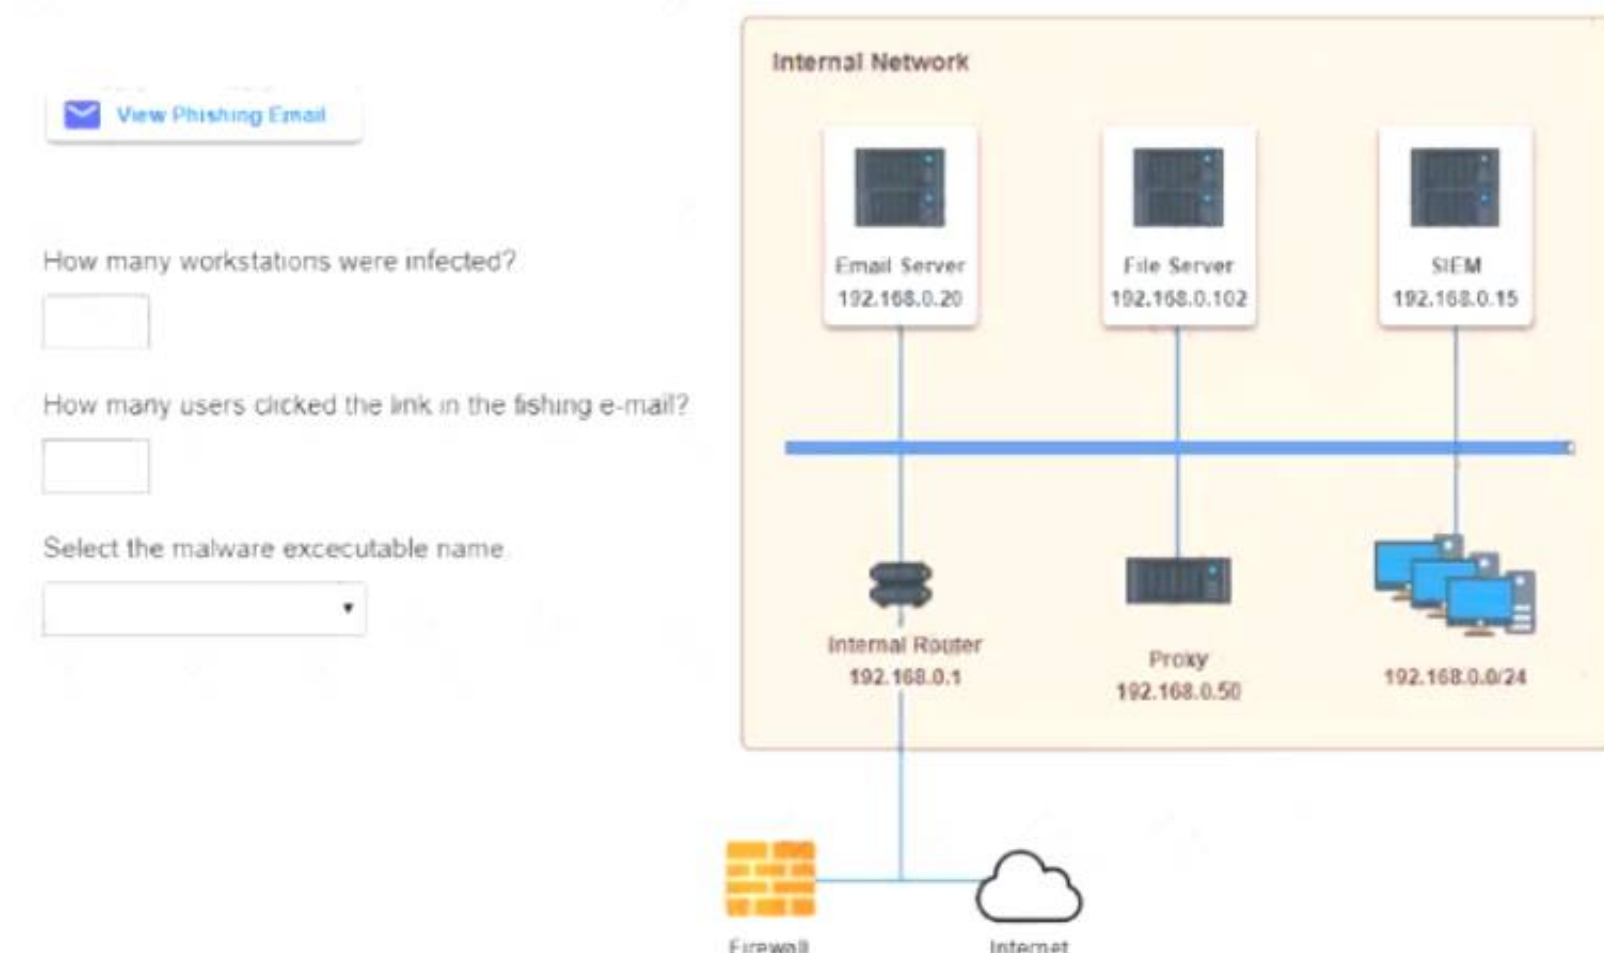 View Phishing Email
How many workstations were infected?
How many users clicked the link in the fishing e-mail?
Select the malware excecutable name
Internal Network
Email Server
192.168.0.20
File Server
192.168.0.102
SIEM
192.168.0.15
Internal Router
192.168.0.1
Proxy
192.168.0.50
192.168.0.0/24
Firewall
Internet